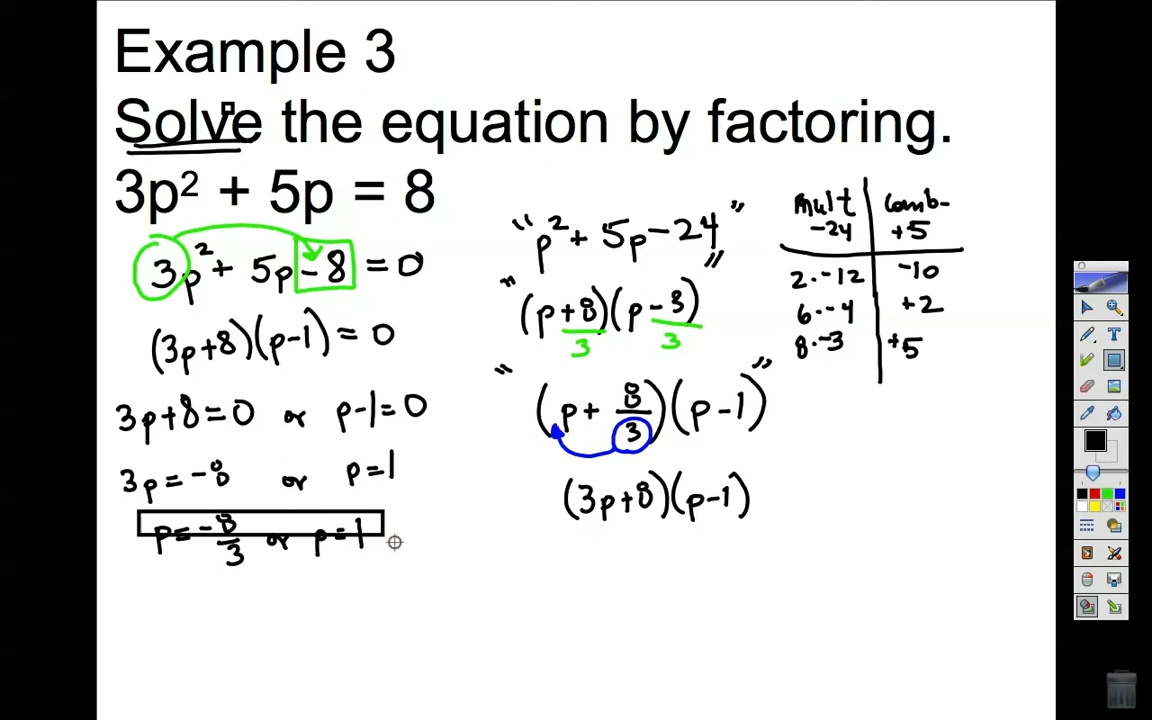 Example 3
Solve the equation by factoring.
3p² + 5p = 8
3p² + 5p - 8 = 0
(3p+8)(p-1) = 0
3p+8=0 or p-1=0
3p = -8 or p=1
p = -8/3 or p=1
"p² + 5p - 24"
"(p+8)(p-3)"
3 3
"(p + 8/3)(p-1)"
(3p+8)(p-1)
Mult Comb-
-24 +5
2·-12 -10
6·-4 +2
8·-3 +5
T